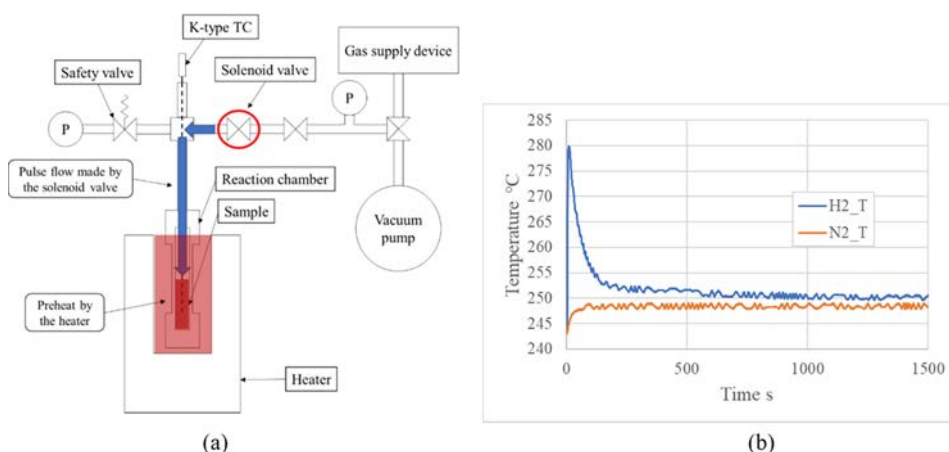 K-type TC
Safety valve
Solenoid valve
Gas supply device
P
P
Pulse flow made by
the solenoid valve
Reaction chamber
Sample
Vacuum
pump
Preheat by
the heater
Heater
(a)
285
280
275
270
265
260
255
250
245
240
Temperature °C
H2_T
N2_T
0
500
1000
1500
Time s
(b)